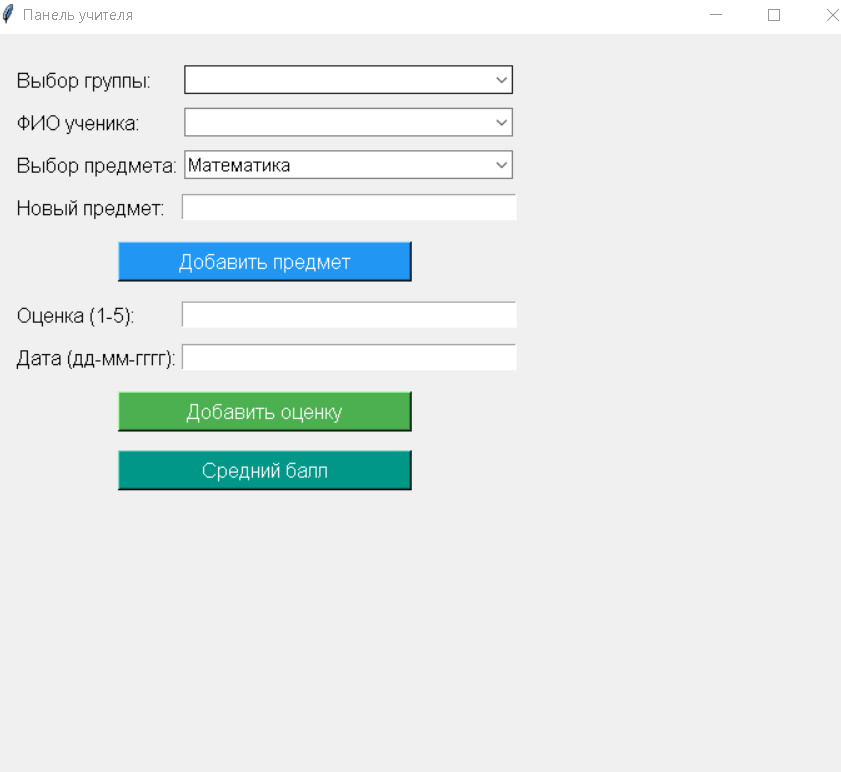 Панель учителя
Выбор группы:
ФИО ученика:
Выбор предмета: Математика
Новый предмет:
Добавить предмет
Оценка (1-5):
Дата (дд-мм-гггг):
Добавить оценку
Средний балл